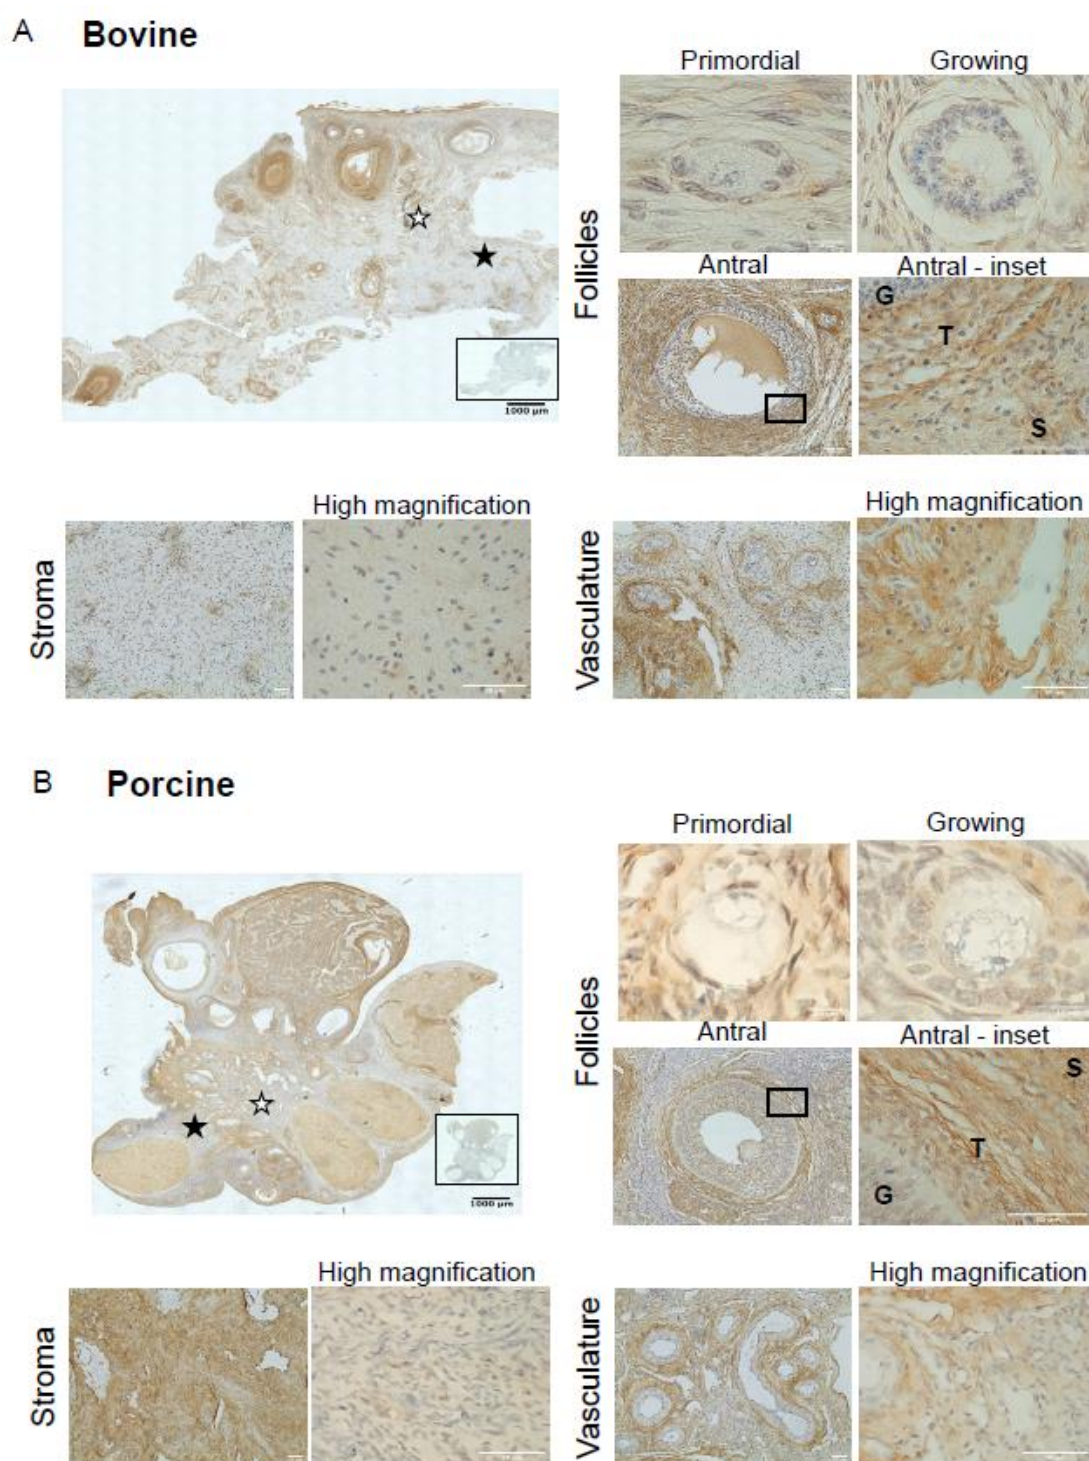 A Bovine
Primordial Growing
Follicles
Antral Antral - inset
G
T
S
1000 μm
High magnification
Stroma
High magnification
Vasculature
B Porcine
Primordial Growing
Follicles
Antral Antral - inset
S
T
G
1000 μm
High magnification
Stroma
High magnification
Vasculature